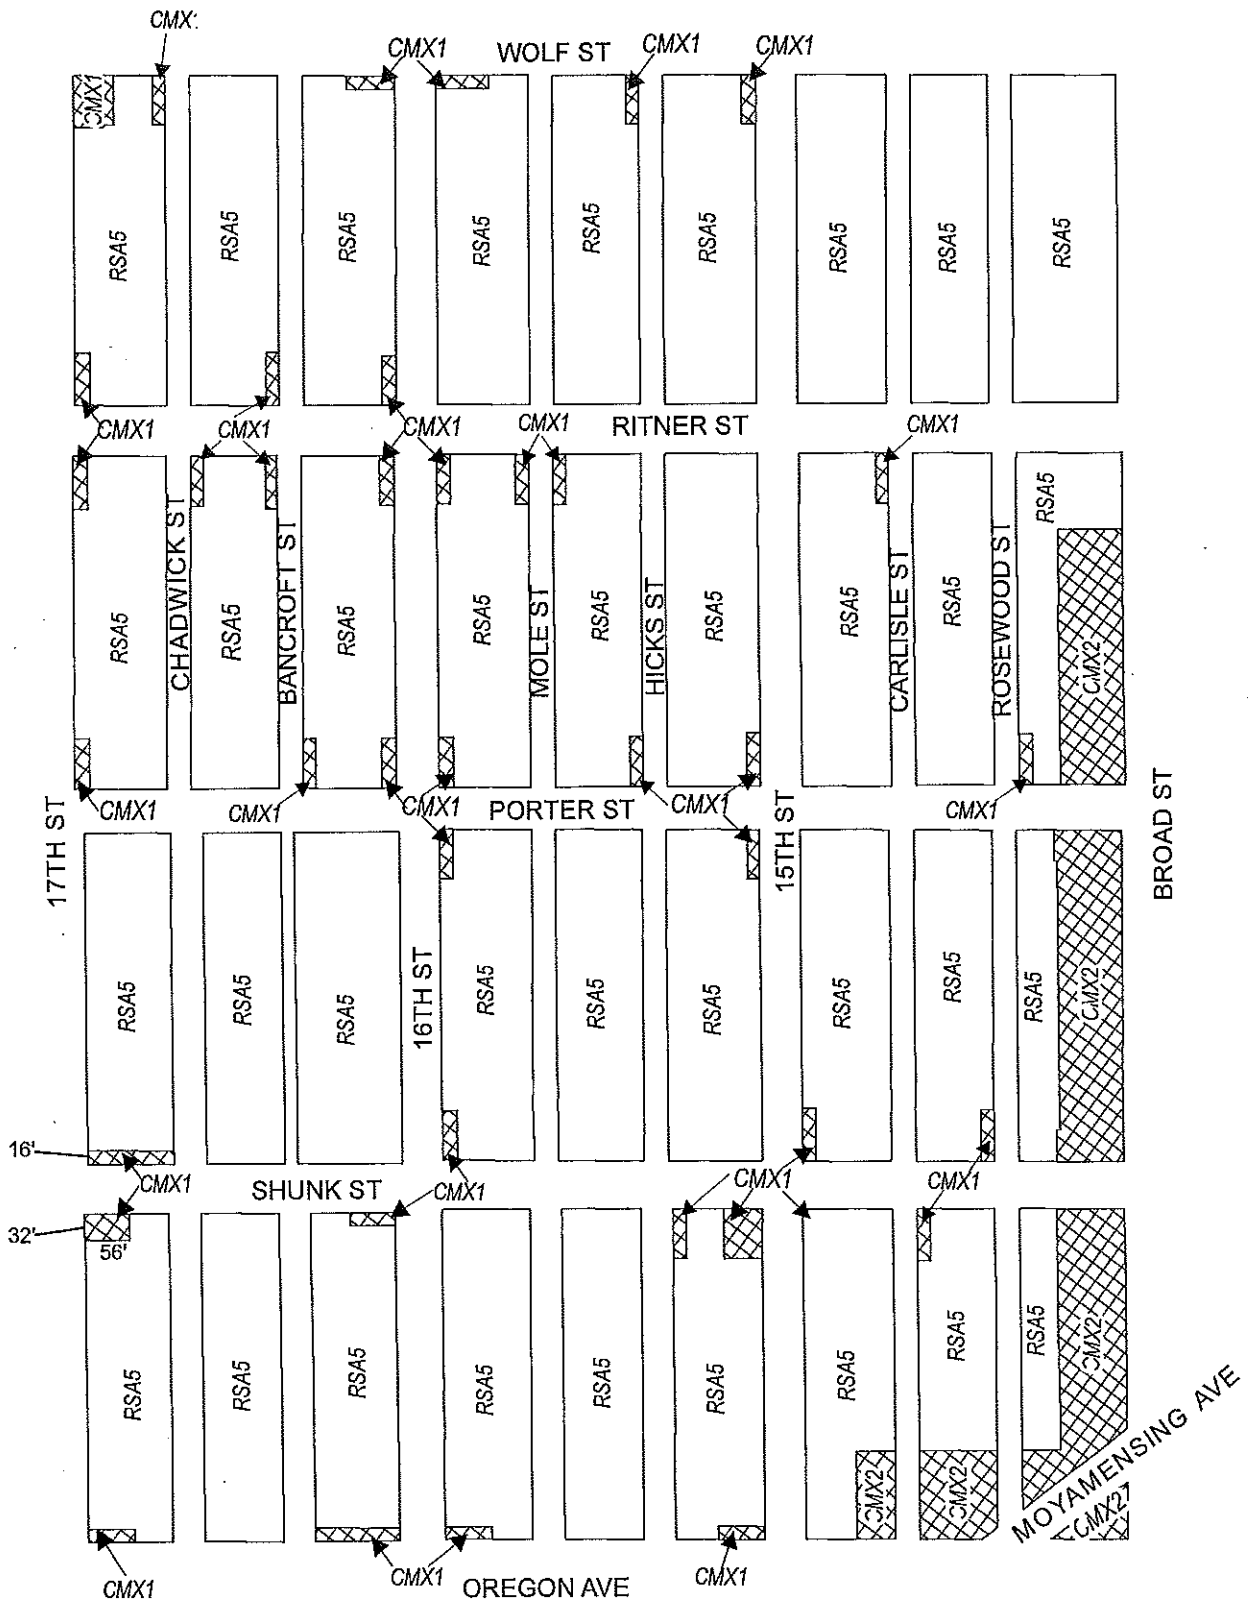 CMX:
CMX1
WOLF ST
CMX1
CMX1
CMX1
RSA5
RSA5
RSA5
RSA5
RSA5
RSA5
RSA5
RSA5
RSA5
CMX1
CMX1
CMX1
CMX1
RITNER ST
CMX1
RSA5
RSA5
RSA5
RSA5
RSA5
RSA5
RSA5
RSA5
RSA5
CHADWICK ST
BANCROFT ST
MOLE ST
HICKS ST
CARLISLE ST
ROSEWOOD ST
CMX2
CMX1
CMX1
CMX1
PORTER ST
CMX1
CMX1
17TH ST
15TH ST
BROAD ST
RSA5
RSA5
RSA5
16TH ST
RSA5
RSA5
RSA5
RSA5
RSA5
RSA5
CMX2
16'
CMX1
SHUNK ST
CMX1
CMX1
CMX1
32'
56'
RSA5
RSA5
RSA5
RSA5
RSA5
RSA5
RSA5
RSA5
RSA5
CMX2
CMX2
CMX2
MOYAMENSING AVE
CMX2
CMX1
CMX1
OREGON AVE
CMX1